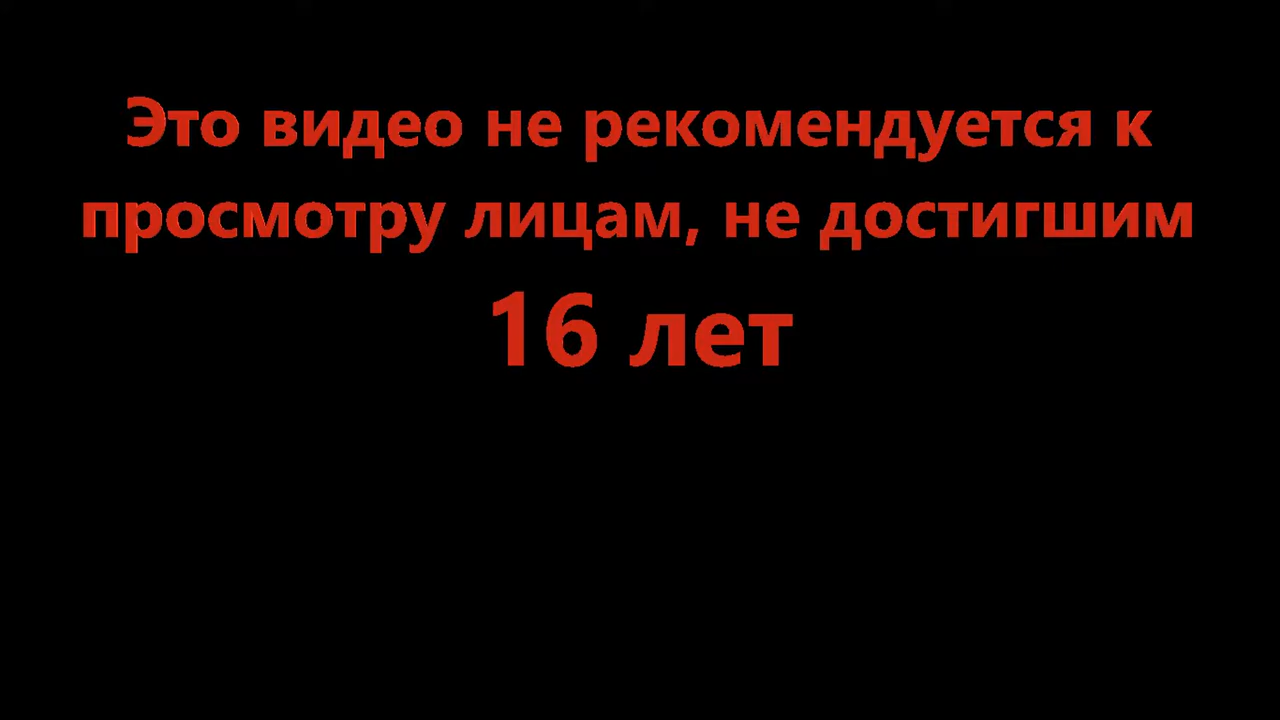 Это видео не рекомендуется к
просмотру лицам, не достигшим
16 лет